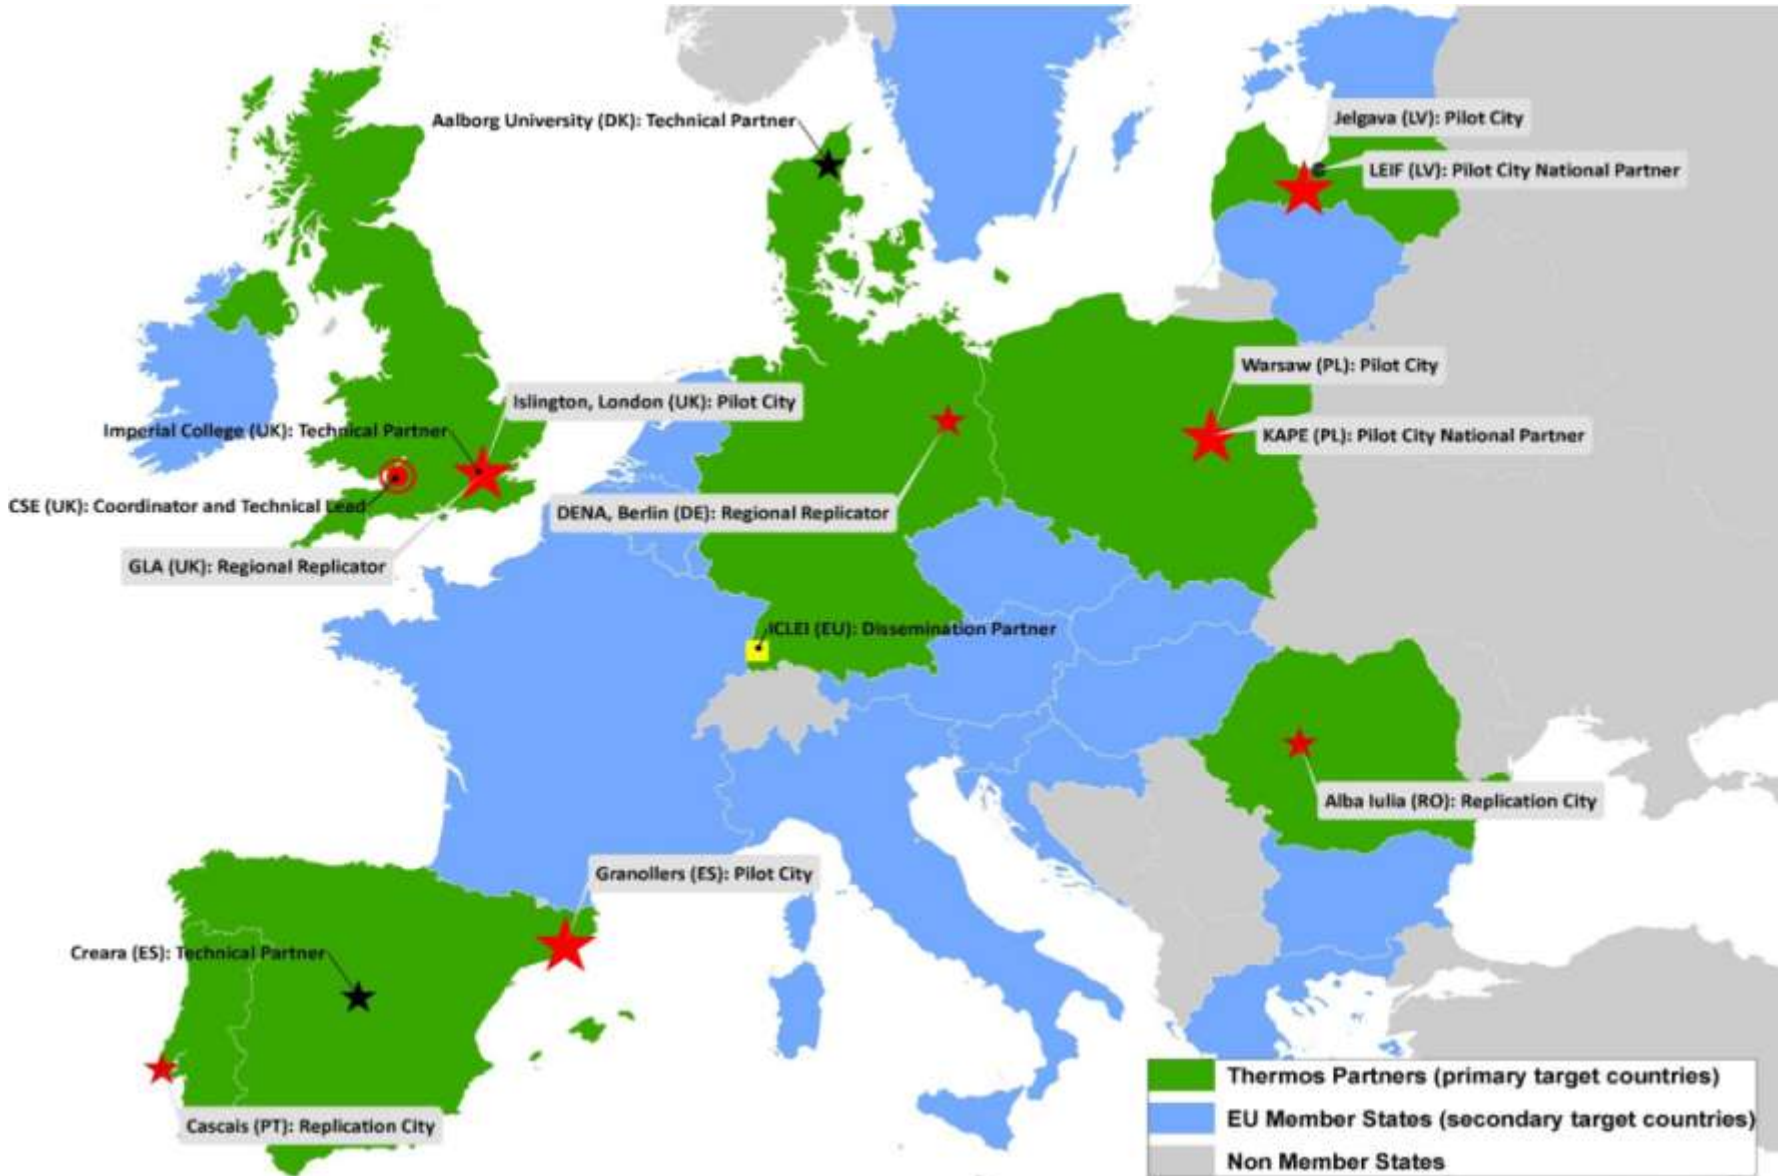 Aalborg University (DK): Technical Partner
Jelgava (LV): Pilot City
LEIF (LV): Pilot City National Partner
Warsaw (PL): Pilot City
Islington, London (UK): Pilot City
Imperial College (UK): Technical Partner
KAPE (PL): Pilot City National Partner
CSE (UK): Coordinator and Technical Lead
DENA, Berlin (DE): Regional Replicator
GLA (UK): Regional Replicator
ICLEI (EU): Dissemination Partner
Alba Iulia (RO): Replication City
Granollers (ES): Pilot City
Creara (ES): Technical Partner
Cascais (PT): Replication City
Thermos Partners (primary target countries)
EU Member States (secondary target countries)
Non Member States